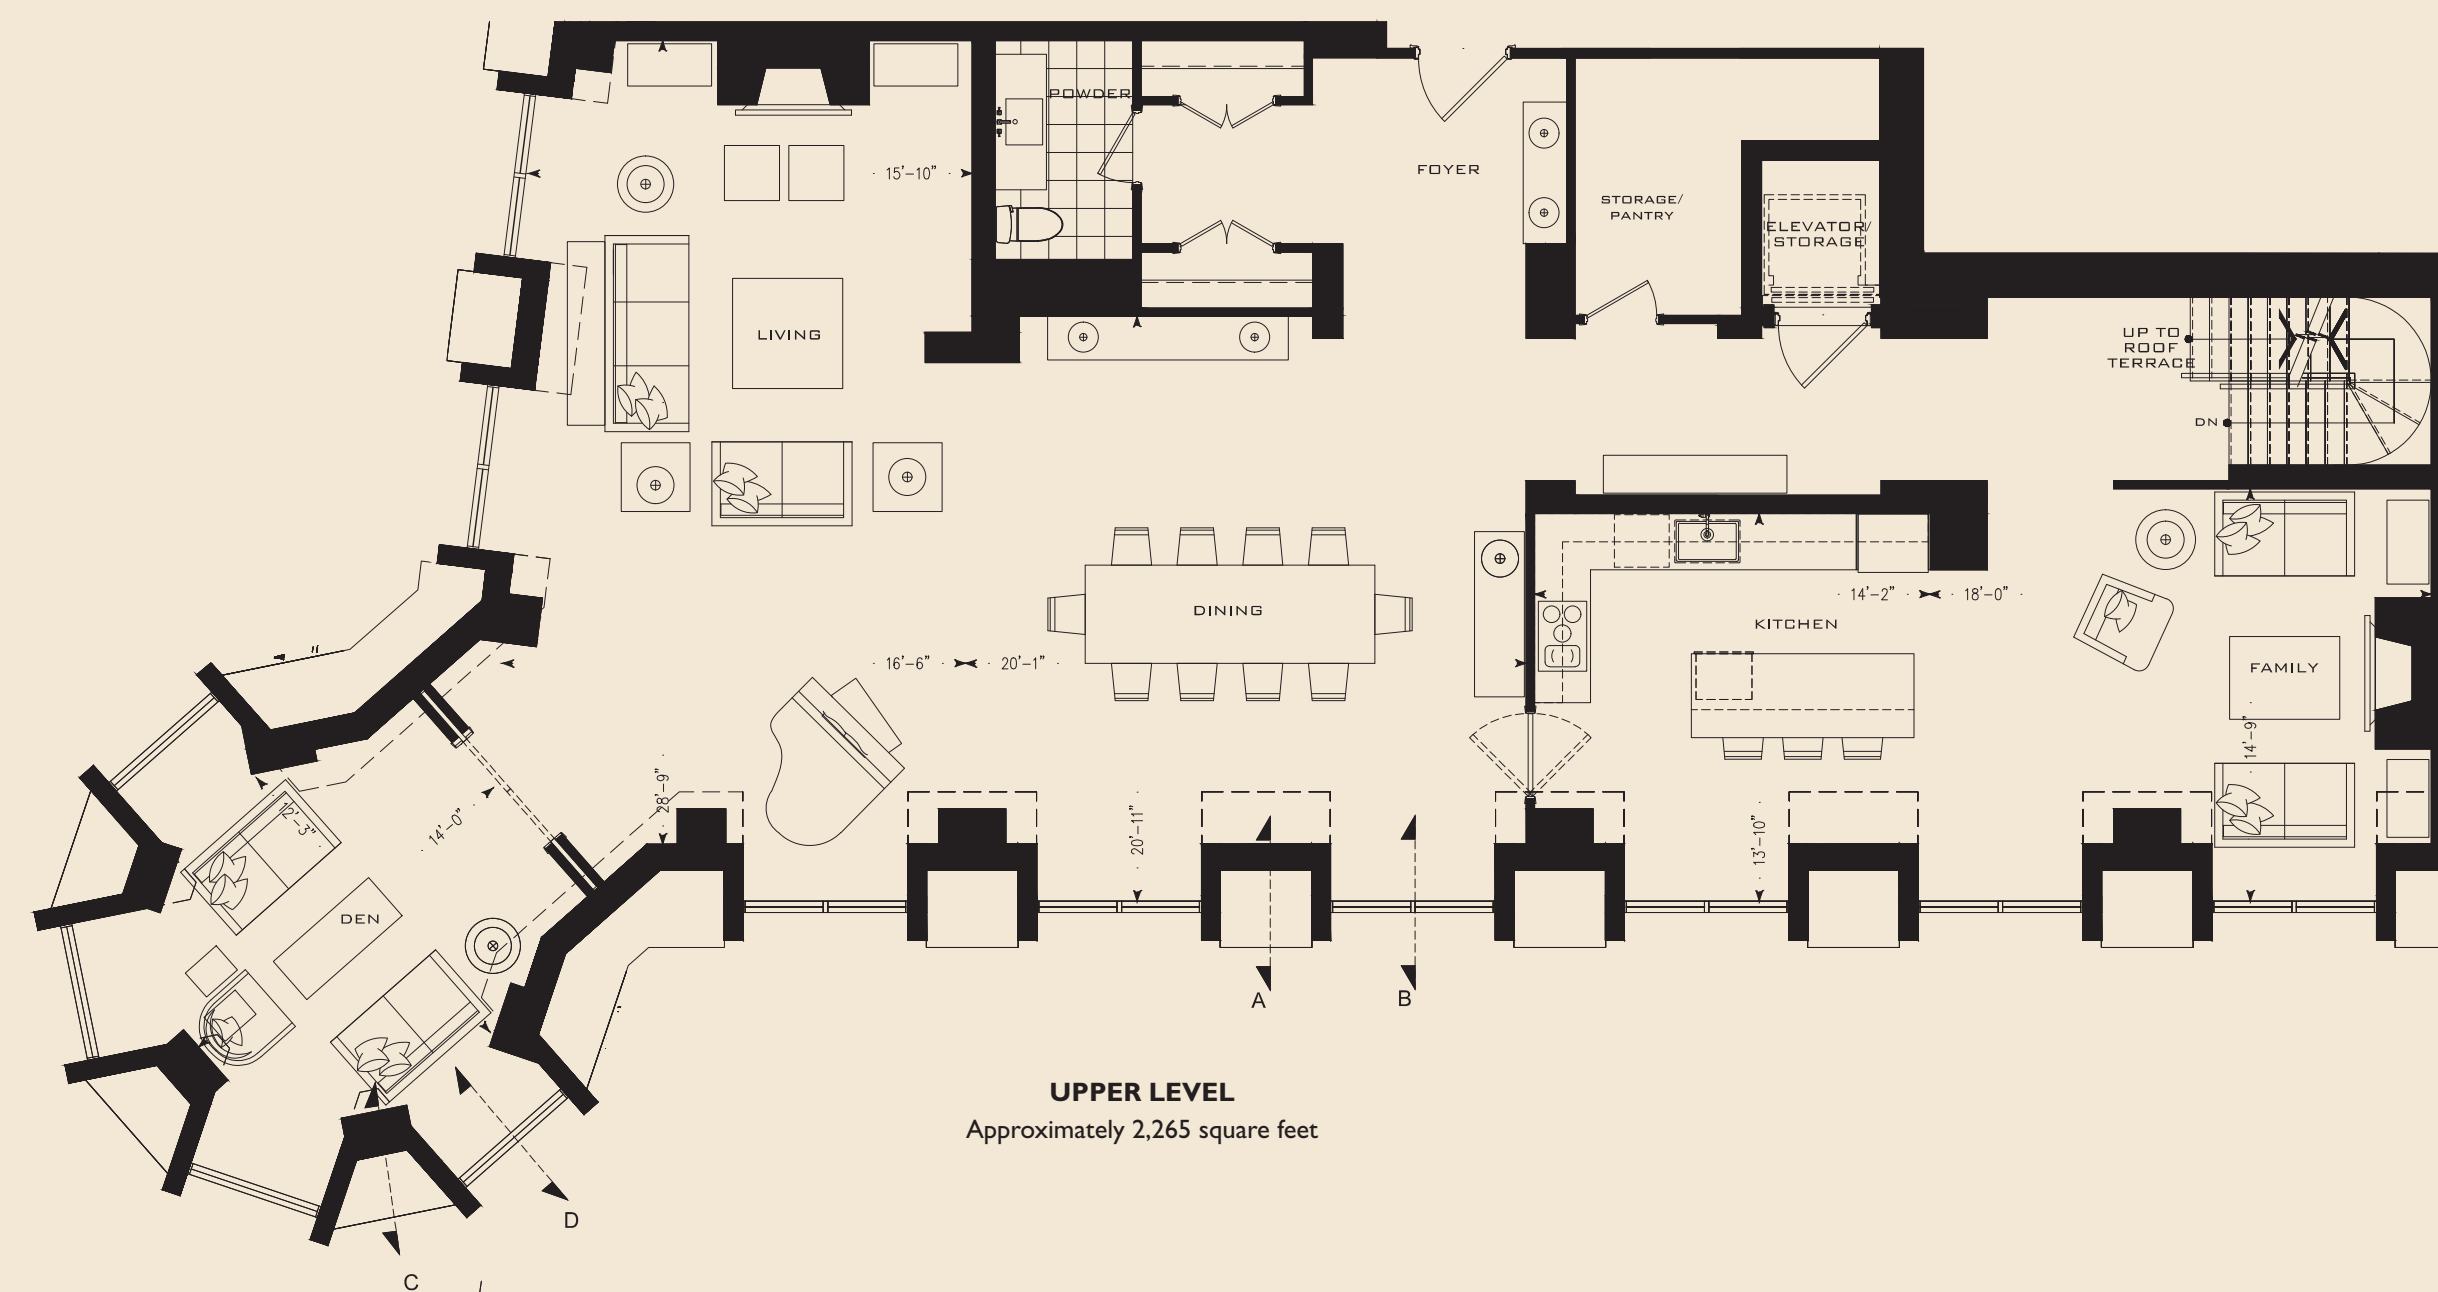 POWDER
FOYER
15'-10"
STORAGE/
PANTRY
ELEVATOR/
STORAGE
LIVING
UP TO
ROOF
TERRACE
DN
DINING
14'-2"
18'-0"
KITCHEN
16'-6"
20'-1"
FAMILY
14'-9"
28'-9"
12'-3"
14'-0"
20'-11"
13'-10"
DEN
A
B
UPPER LEVEL
Approximately 2,265 square feet
D
C